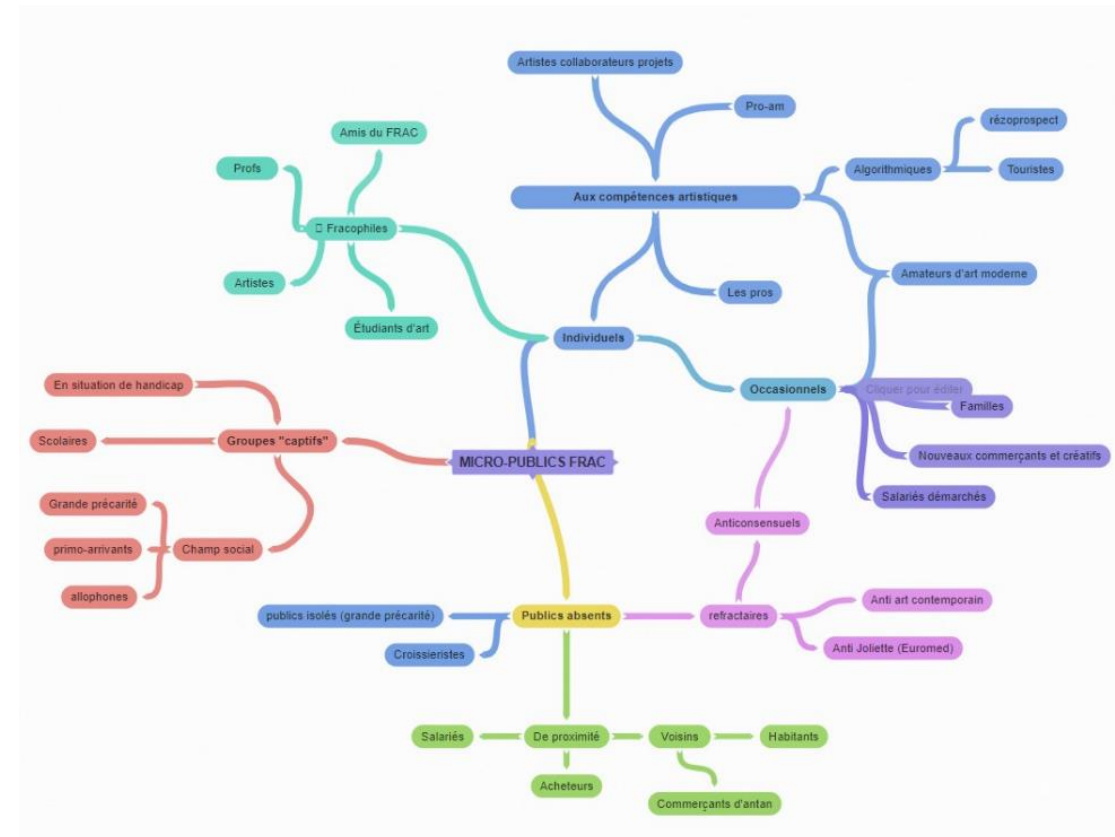 Artistes collaborateurs projets
Pro-am
rézoprospect
Amis du FRAC
Profs
Algorithmiques
Touristes
Aux compétences artistiques
Fracophiles
Amateurs d'art moderne
Artistes
Les pros
Étudiants d'art
Individuels
En situation de handicap
Occasionnels
Cliquer pour éditer
Familles
Scolaires
Groupes "captifs"
MICRO-PUBLICS FRAC
Nouveaux commerçants et créatifs
Salariés démarchés
Grande précarité
Anticonsensuels
primo-arrivants
Champ social
allophones
Anti art contemporain
publics isolés (grande précarité)
Publics absents
refractaires
Anti Joliette (Euromed)
Croissieristes
Salariés
De proximité
Voisins
Habitants
Acheteurs
Commerçants d'antan